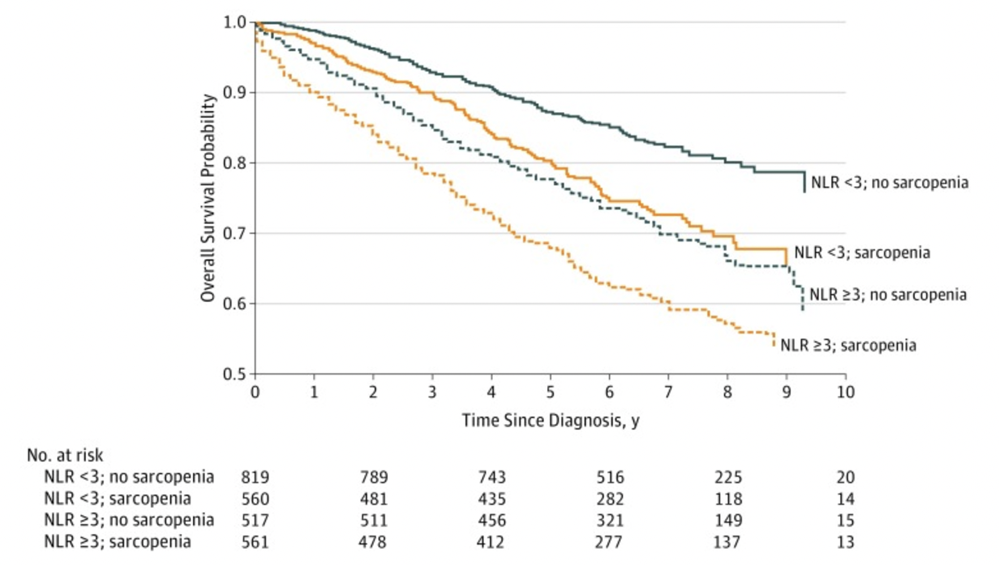 1.0
0.9
0.8
0.7
0.6
0.5
Overall Survival Probability
NLR <3; no sarcopenia
NLR <3; sarcopenia
NLR ≥3; no sarcopenia
NLR ≥3; sarcopenia
0 1 2 3 4 5 6 7 8 9 10
Time Since Diagnosis, y
No. at risk
NLR <3; no sarcopenia 819 789 743 516 225 20
NLR <3; sarcopenia 560 481 435 282 118 14
NLR ≥3; no sarcopenia 517 511 456 321 149 15
NLR ≥3; sarcopenia 561 478 412 277 137 13